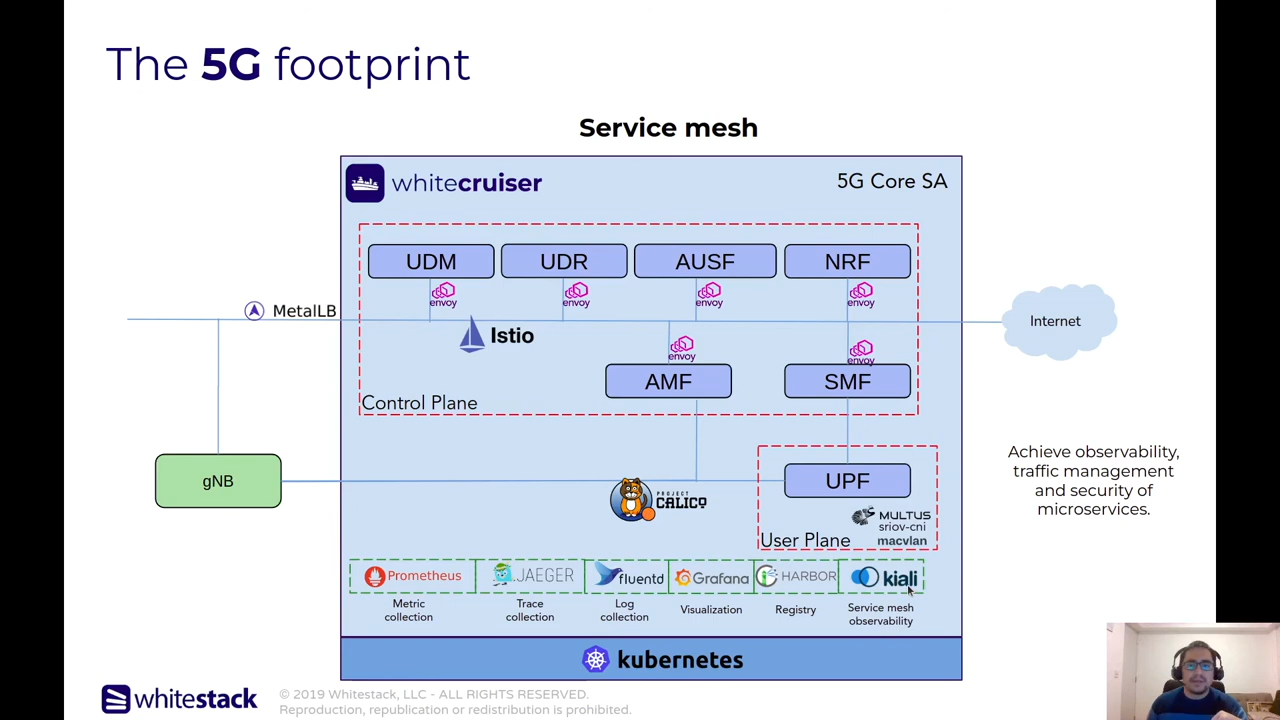 The 5G footprint
Service mesh
whitecruiser
5G Core SA
UDM
UDR
AUSF
NRF
envoy
envoy
envoy
envoy
MetalLB
Istio
envoy
envoy
Internet
AMF
SMF
Control Plane
Achieve observability,
traffic management
and security of
microservices.
gNB
UPF
PROJECT
CALICO
MULTUS
sriov-cni
macvlan
User Plane
Prometheus
JAEGER
fluentd
Grafana
HARBOR
kiali
Metric
collection
Trace
collection
Log
collection
Visualization
Registry
Service mesh
observability
kubernetes
whitestack
© 2019 Whitestack, LLC - ALL RIGHTS RESERVED.
Reproduction, republication or redistribution is prohibited.